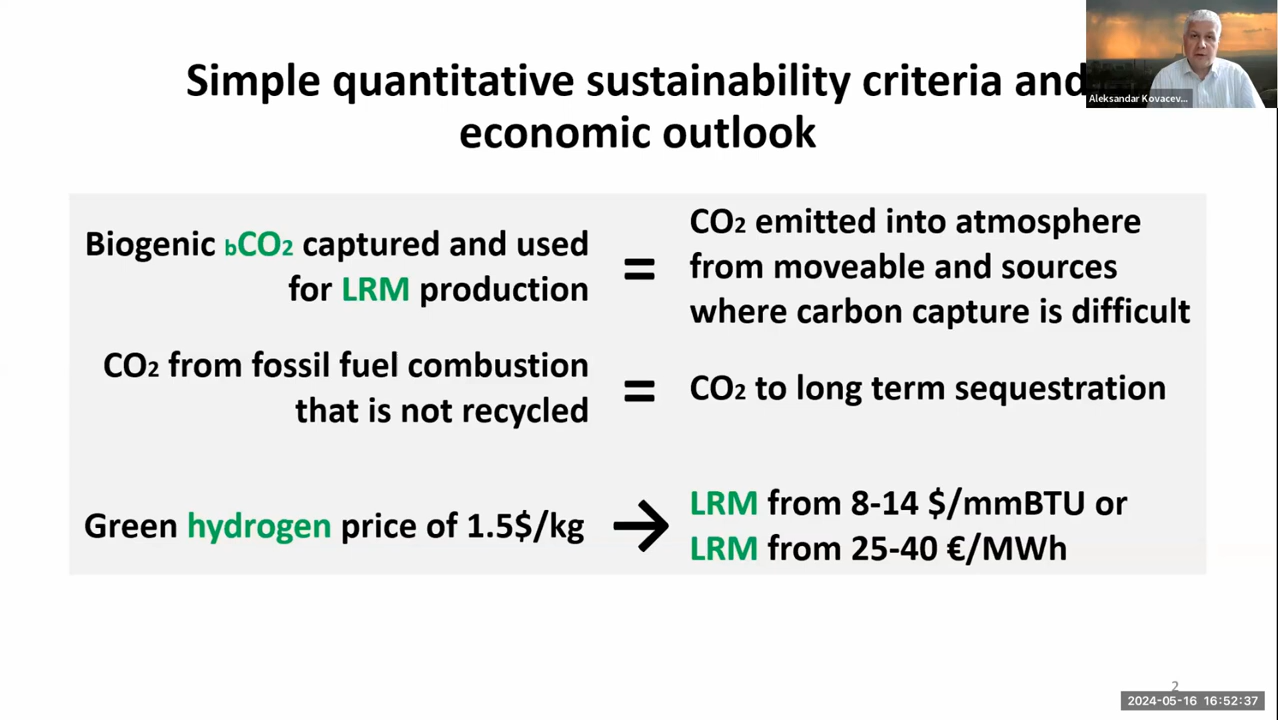 Simple quantitative sustainability criteria and
economic outlook
Aleksandar Kovacev...
Biogenic bCO2 captured and used
for LRM production
=
CO2 emitted into atmosphere
from moveable and sources
where carbon capture is difficult
CO2 from fossil fuel combustion
that is not recycled
=
CO2 to long term sequestration
Green hydrogen price of 1.5$/kg
→
LRM from 8-14 $/mmBTU or
LRM from 25-40 €/MWh
2
2024-05-16 16:52:37